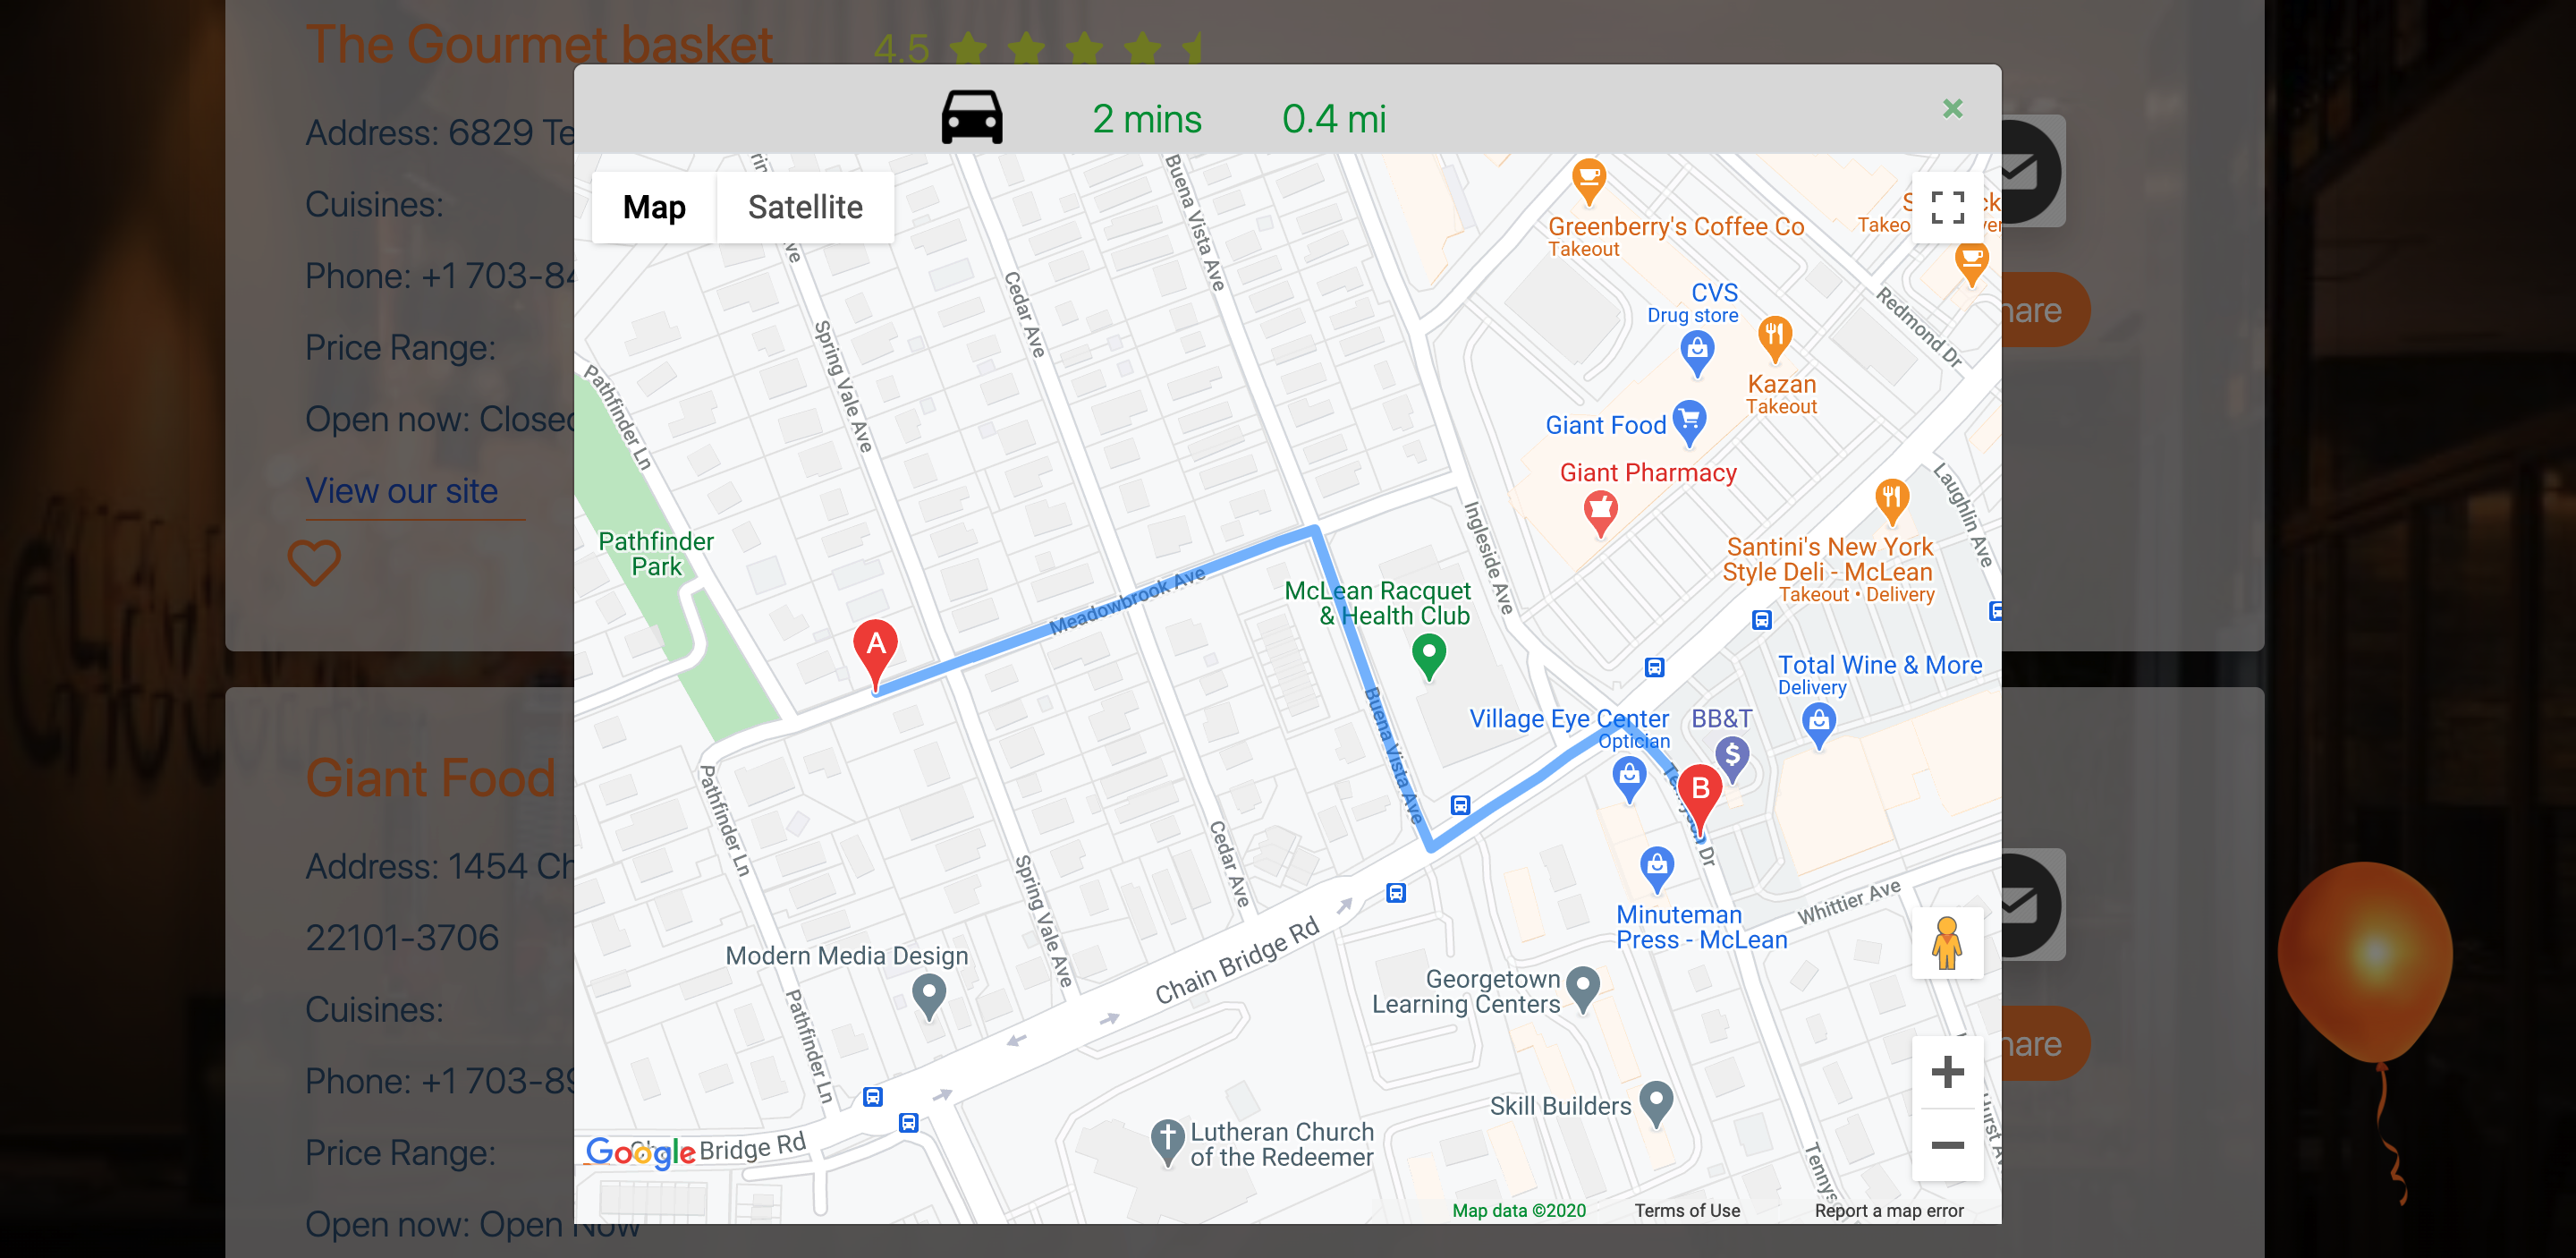 The Gourmet basket
4.5
Address: 6829 Te
Cuisines:
Phone: +1 703-84
Price Range:
Open now: Closed
View our site
Giant Food
Address: 1454 Ch
22101-3706
Cuisines:
Phone: +1 703-89
Price Range:
Open now: Open Now
2 mins
0.4 mi
×
Map
Satellite
Buena Vista Ave
Greenberry's Coffee Co
Takeout
CVS
Drug store
Redmond Dr
Cedar Ave
Spring Vale Ave
Kazan
Takeout
Pathfinder Ln
Giant Food
Giant Pharmacy
Laughlin Ave
Ingleside Ave
Pathfinder
Park
Santini's New York
Style Deli - McLean
Takeout • Delivery
Meadowbrook Ave
McLean Racquet
& Health Club
A
Total Wine & More
Delivery
Village Eye Center
Optician
BB&T
Buena Vista Ave
B
Pathfinder Ln
Cedar Ave
Spring Vale Ave
Whittier Ave
Minuteman
Press - McLean
Modern Media Design
Chain Bridge Rd
Georgetown
Learning Centers
Pathfinder Ln
Skill Builders
Lutheran Church
of the Redeemer
Google
Bridge Rd
Map data ©2020
Terms of Use
Report a map error
hare
hare